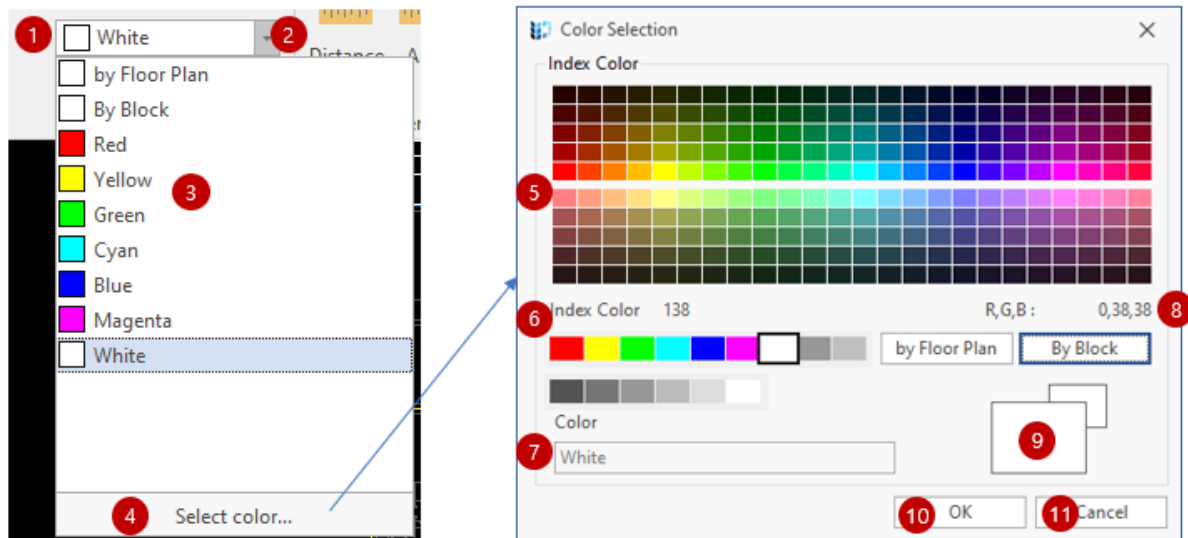 1 White 2
Distance A
by Floor Plan
By Block
Red
Yellow
3
Green
Cyan
Blue
Magenta
White
4 Select color...
Color Selection
Index Color
5
6 Index Color 138 R,G,B : 0,38,38 8
by Floor Plan By Block
Color
7 White
9
10 OK 11 Cancel